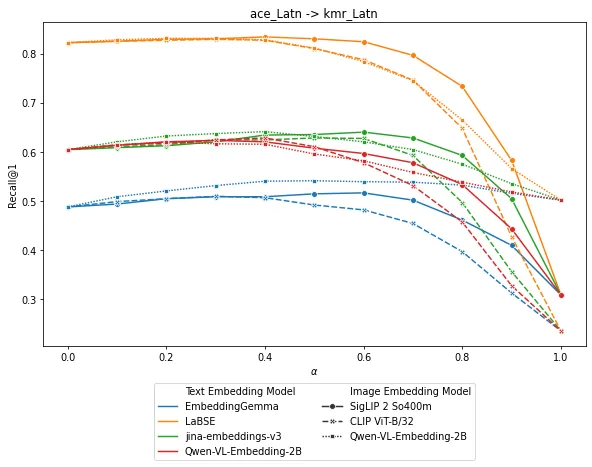 ace_Latn -> kmr_Latn
Recall@1
0.8
0.7
0.6
0.5
0.4
0.3
0.0 0.2 0.4 0.6 0.8 1.0
α
Text Embedding Model
EmbeddingGemma
LaBSE
jina-embeddings-v3
Qwen-VL-Embedding-2B
Image Embedding Model
SigLIP 2 So400m
CLIP ViT-B/32
Qwen-VL-Embedding-2B